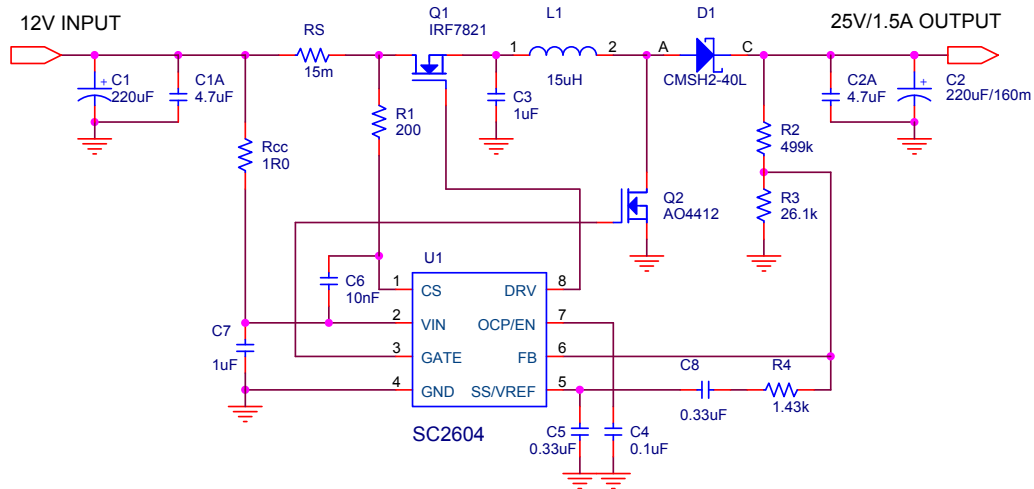 12V INPUT
25V/1.5A OUTPUT
Q1
IRF7821
L1
1
2
15uH
D1
A
C
CMSH2-40L
RS
15m
C1
220uF
+
C1A
4.7uF
C3
1uF
C2A
4.7uF
C2
220uF/160m
+
R1
200
Rcc
1R0
R2
499k
R3
26.1k
Q2
AO4412
U1
C6
10nF
1
CS
DRV
8
2
VIN
OCP/EN
7
3
GATE
FB
6
4
GND
SS/VREF
5
C7
1uF
C8
0.33uF
R4
1.43k
SC2604
C5
0.33uF
C4
0.1uF